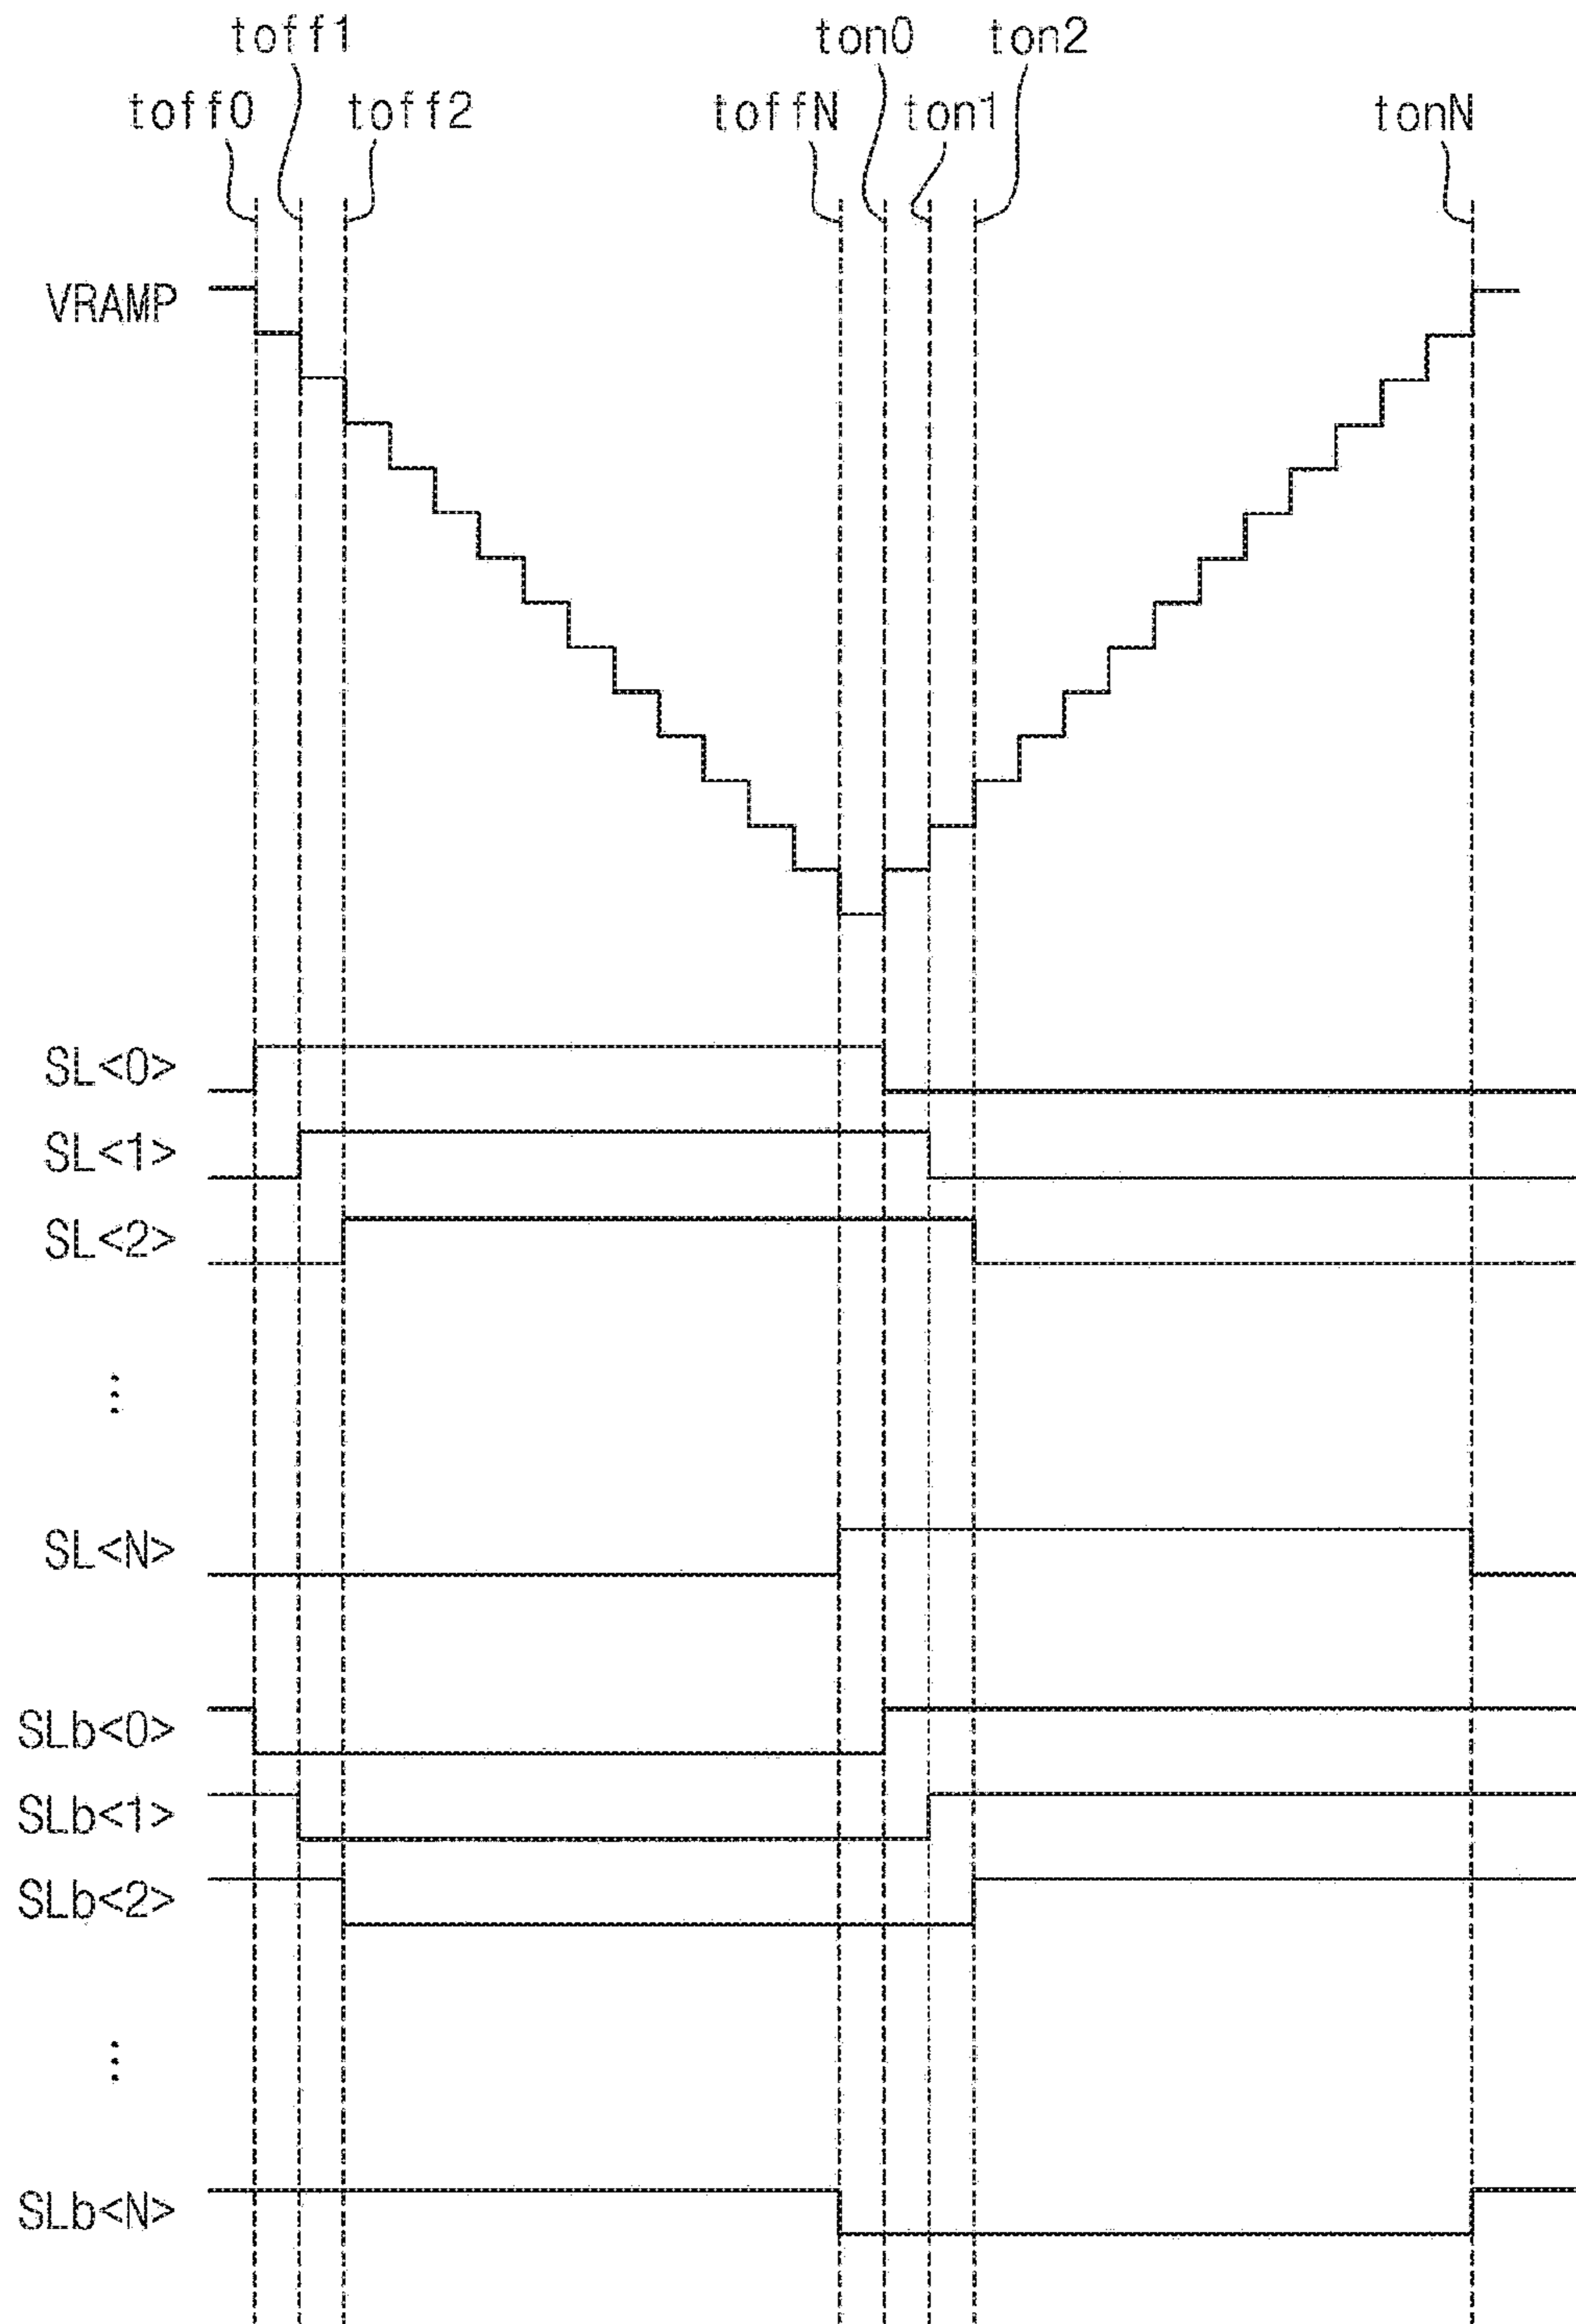 toff1 ton0 ton2
toff0 toff2 toffN ton1 tonN
VRAMP
SL<0>
SL<1>
SL<2>
⋮
SL<N>
SLb<0>
SLb<1>
SLb<2>
⋮
SLb<N>